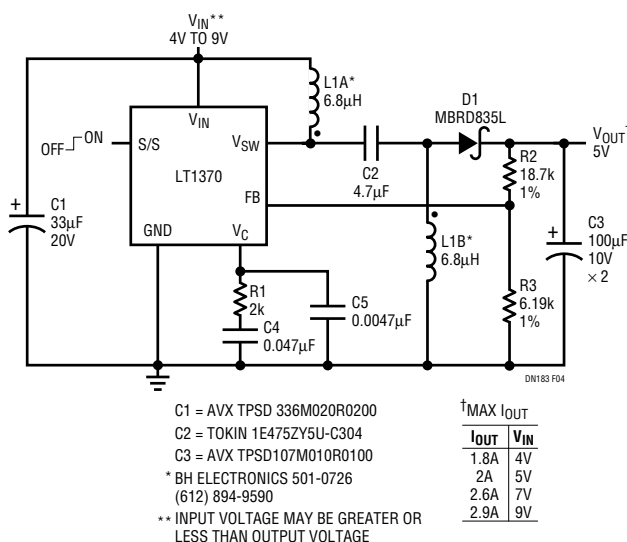 VIN**
4V TO 9V
L1A*
6.8µH
D1
MBRD835L
VIN
OFF
ON
S/S
VSW
VOUT†
5V
LT1370
C2
4.7µF
R2
18.7k
1%
FB
+
C1
33µF
20V
GND
VC
L1B*
6.8µH
+
C3
100µF
10V
× 2
R1
2k
C5
0.0047µF
R3
6.19k
1%
C4
0.047µF
DN183 F04
C1 = AVX TPSD 336M020R0200
C2 = TOKIN 1E475ZY5U-C304
C3 = AVX TPSD107M010R0100
* BH ELECTRONICS 501-0726
(612) 894-9590
** INPUT VOLTAGE MAY BE GREATER OR
LESS THAN OUTPUT VOLTAGE
†MAX IOUT
IOUT VIN
1.8A 4V
2A 5V
2.6A 7V
2.9A 9V